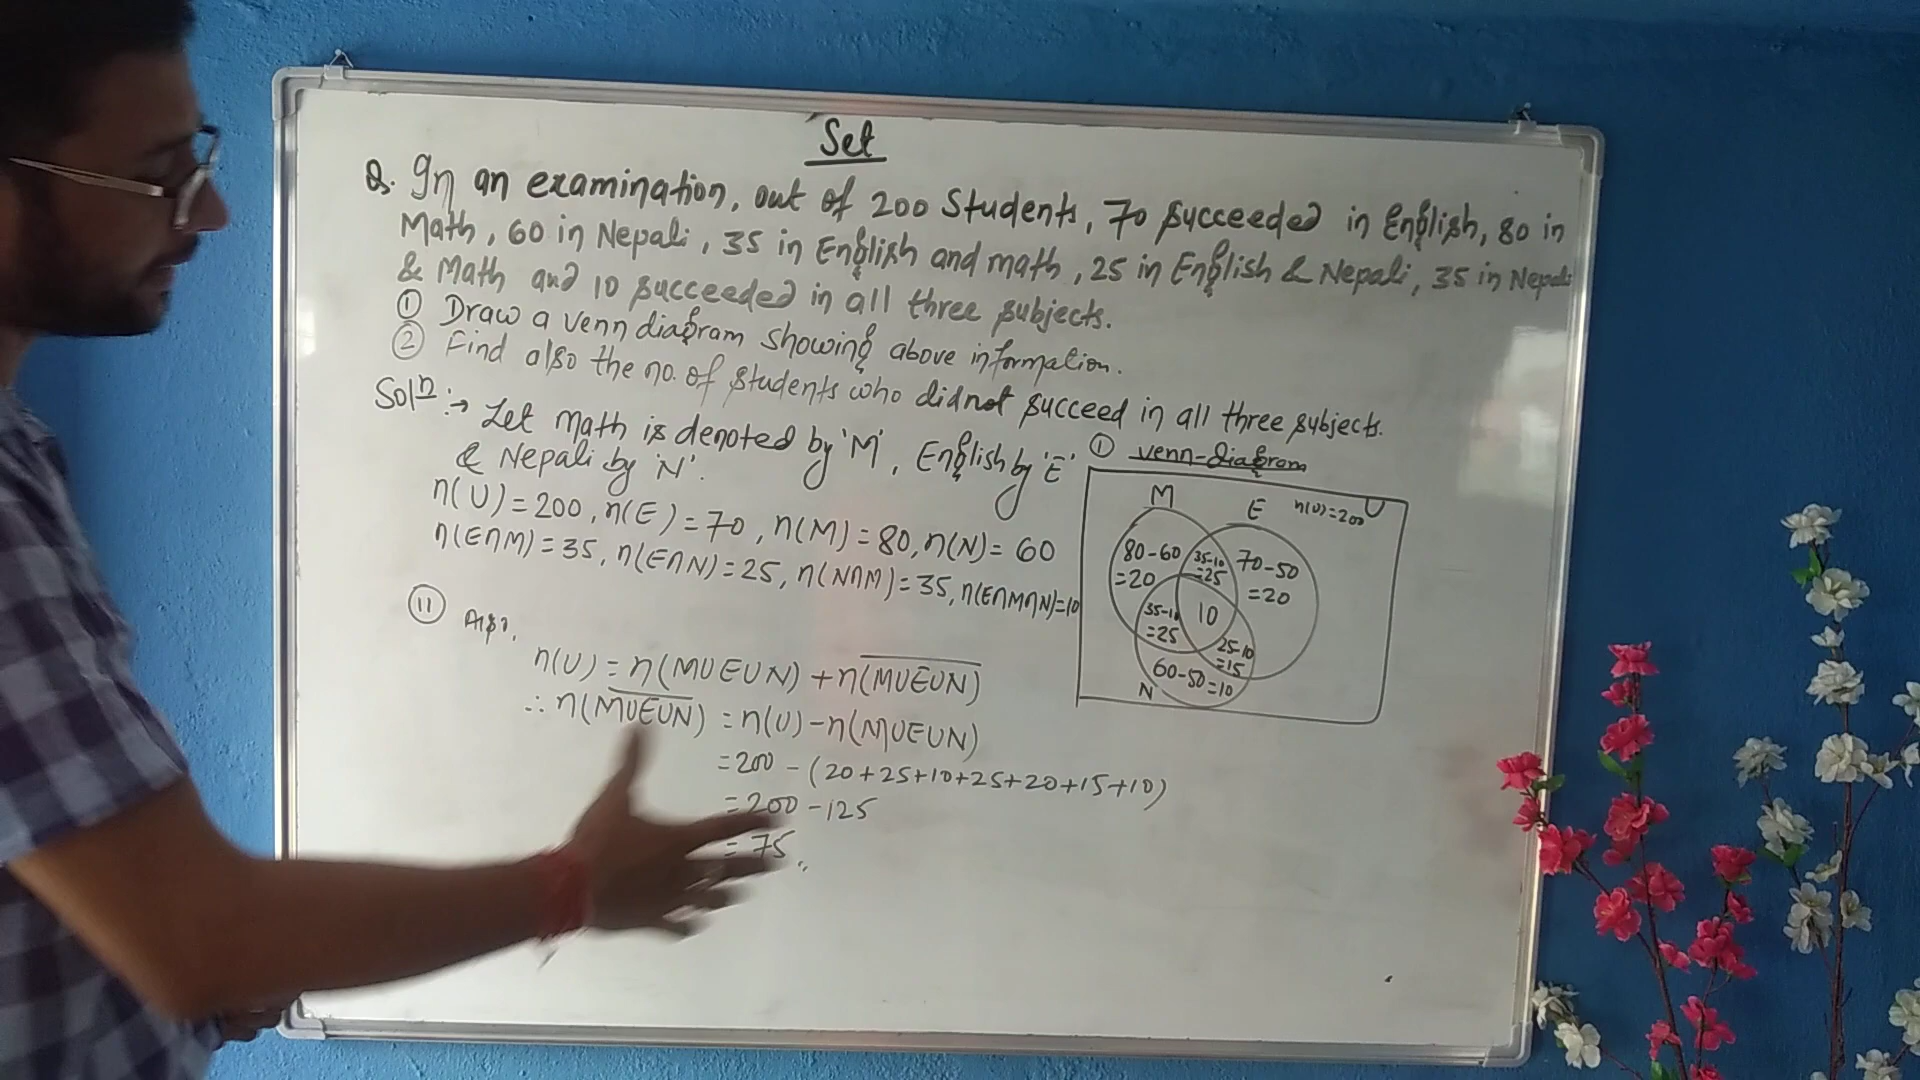 Set
Q. In an examination, out of 200 Students, 70 succeeded in English, 80 in
Math, 60 in Nepali, 35 in English and math, 25 in English & Nepali, 35 in Nepali
& Math and 10 succeeded in all three subjects.
① Draw a venn diagram showing above information.
② Find also the no. of students who did not succeed in all three subjects.
Solⁿ :→ Let Math is denoted by 'M', English by 'E'
& Nepali by 'N'.
n(U) = 200, n(E) = 70, n(M) = 80, n(N) = 60
n(E∩M) = 35, n(E∩N) = 25, n(N∩M) = 35, n(E∩M∩N) = 10
① venn-diagram
M E n(U)=200 U
80-60 =20
35-10 =25
70-50 =20
35-10 =25
10
25-10 =15
60-50=10
N
⑪
n(U) = n(MUEUN) + n(M̅U̅E̅U̅N̅)
∴ n(M̅U̅E̅U̅N̅) = n(U) - n(MUEUN)
= 200 - (20+25+10+25+20+15+10)
= 200 - 125
= 75